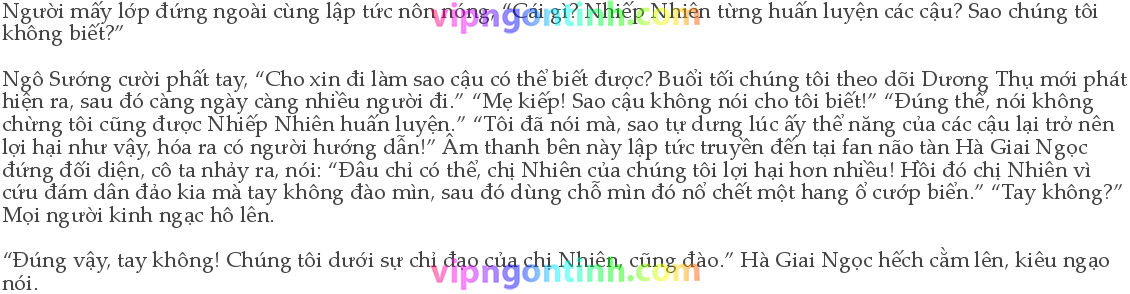 Người mấy lớp đứng ngoài cùng lập tức nôn nóng, “Cái gì? Nhiếp Nhiên từng huấn luyện các cậu? Sao chúng tôi
không biết?”
Ngô Sướng cười phất tay, “Cho xin đi làm sao cậu có thể biết được? Buổi tối chúng tôi theo dõi Dương Thụ mới phát
hiện ra, sau đó càng ngày càng nhiều người đi.” “Mẹ kiếp! Sao cậu không nói cho tôi biết!” “Đúng thế, nói không
chừng tôi cũng được Nhiếp Nhiên huấn luyện.” “Tôi đã nói mà, sao tự dưng lúc ấy thể năng của các cậu lại trở nên
lợi hại như vậy, hóa ra có người hướng dẫn!” Âm thanh bên này lập tức truyền đến tại fan não tàn Hà Giai Ngọc
đứng đối diện, cô ta nhảy ra, nói: “Đâu chỉ có thể, chị Nhiên của chúng tôi lợi hại hơn nhiều! Hồi đó chị Nhiên vì
cứu đám dân đảo kia mà tay không đào mìn, sau đó dùng chỗ mìn đó nổ chết một hang ổ cướp biển.” “Tay không?”
Mọi người kinh ngạc hô lên.
“Đúng vậy, tay không! Chúng tôi dưới sự chỉ đạo của chị Nhiên, cũng đào.” Hà Giai Ngọc hếch cằm lên, kiêu ngạo
nói.
vipngontinh.com
vipngontinh.com